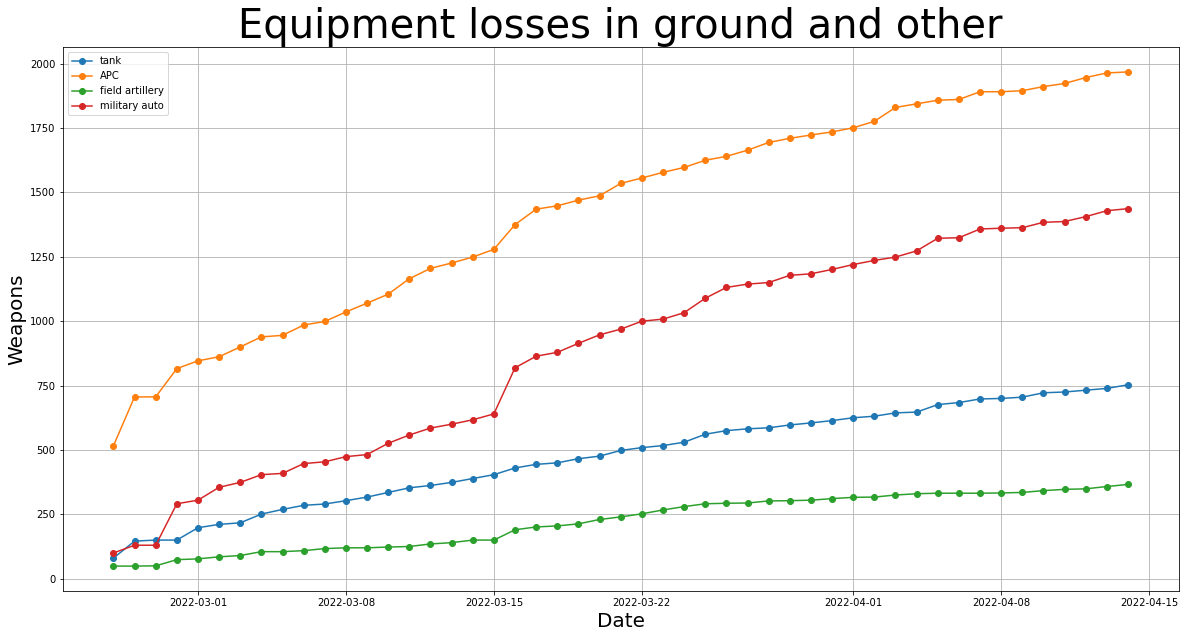 Equipment losses in ground and other
tank
APC
field artillery
military auto
2000
1750
1500
1250
1000
750
500
250
0
Weapons
2022-03-01 2022-03-08 2022-03-15 2022-03-22 2022-04-01 2022-04-08 2022-04-15
Date